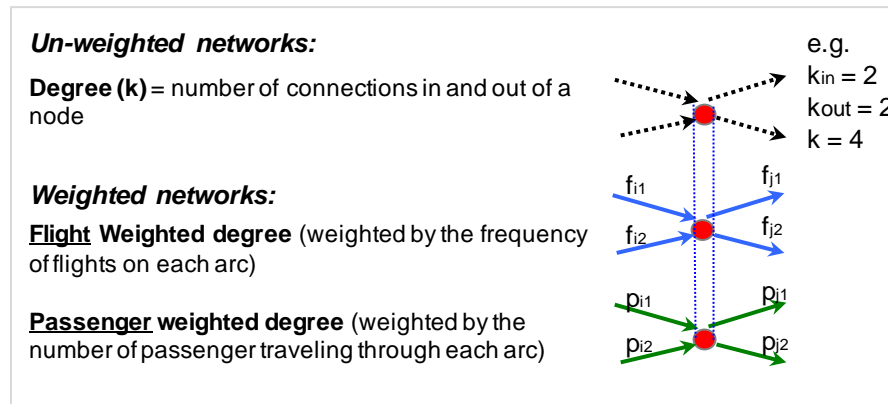 Un-weighted networks:
Degree (k) = number of connections in and out of a
node
e.g.
kin = 2
kout = 2
k = 4
Weighted networks:
Flight Weighted degree (weighted by the frequency
of flights on each arc)
fi1
fj1
fi2
fj2
Passenger weighted degree (weighted by the
number of passenger traveling through each arc)
pi1
pj1
pi2
pj2